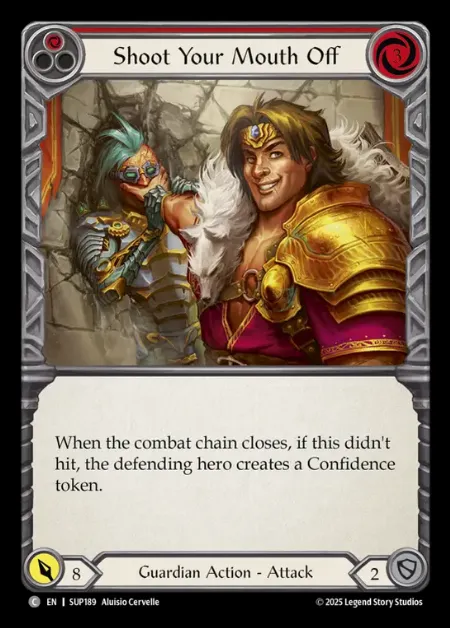 Shoot Your Mouth Off
3
When the combat chain closes, if this didn't
hit, the defending hero creates a Confidence
token.
8
Guardian Action - Attack
2
C EN | SUP189 Aluisio Cervelle
© 2025 Legend Story Studios